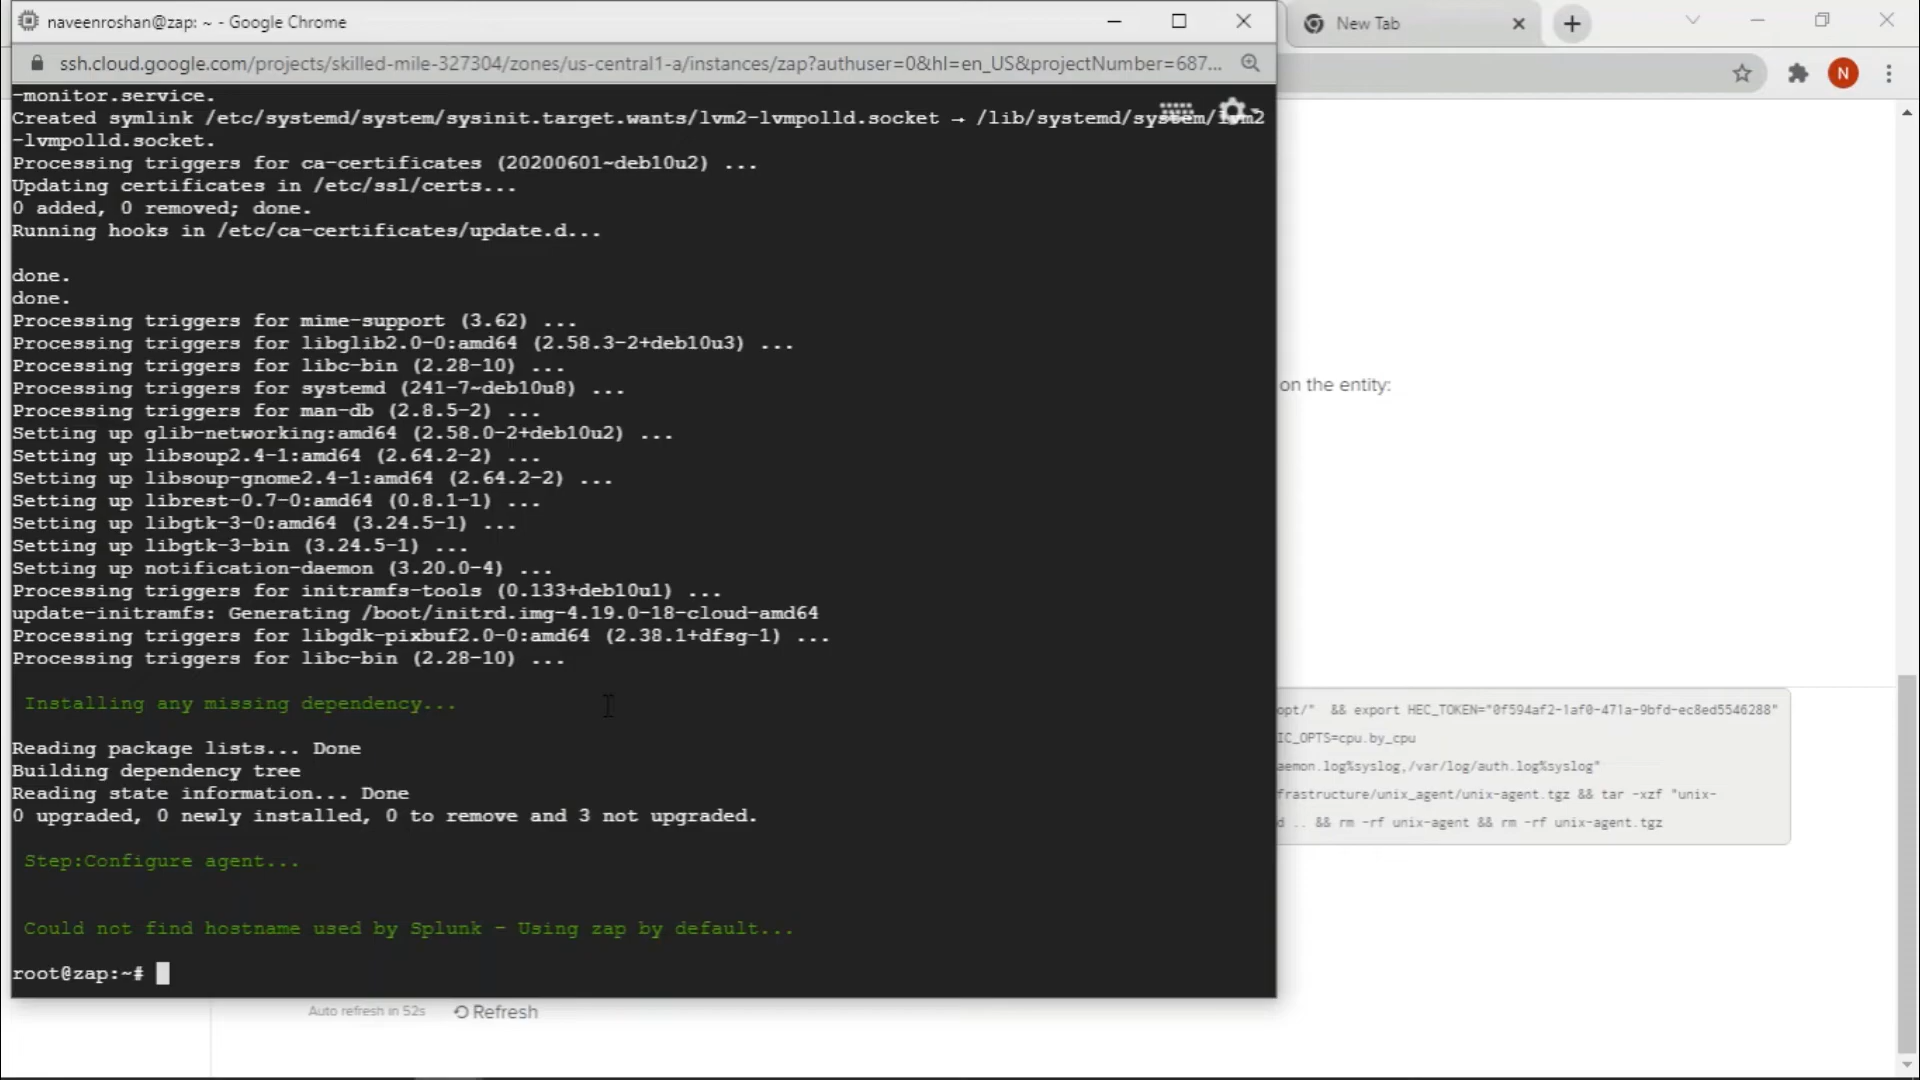 naveenroshan@zap: ~ - Google Chrome
New Tab
ssh.cloud.google.com/projects/skilled-mile-327304/zones/us-central1-a/instances/zap?authuser=0&hl=en_US&projectNumber=687...
N
-monitor.service.
Created symlink /etc/systemd/system/sysinit.target.wants/lvm2-lvmpolld.socket → /lib/systemd/system/lvm2
-lvmpolld.socket.
Processing triggers for ca-certificates (20200601~deb10u2) ...
Updating certificates in /etc/ssl/certs...
0 added, 0 removed; done.
Running hooks in /etc/ca-certificates/update.d...
done.
done.
Processing triggers for mime-support (3.62) ...
Processing triggers for libglib2.0-0:amd64 (2.58.3-2+deb10u3) ...
Processing triggers for libc-bin (2.28-10) ...
Processing triggers for systemd (241-7~deb10u8) ...
Processing triggers for man-db (2.8.5-2) ...
Setting up glib-networking:amd64 (2.58.0-2+deb10u2) ...
Setting up libsoup2.4-1:amd64 (2.64.2-2) ...
Setting up libsoup-gnome2.4-1:amd64 (2.64.2-2) ...
Setting up librest-0.7-0:amd64 (0.8.1-1) ...
Setting up libgtk-3-0:amd64 (3.24.5-1) ...
Setting up libgtk-3-bin (3.24.5-1) ...
Setting up notification-daemon (3.20.0-4) ...
Processing triggers for initramfs-tools (0.133+deb10u1) ...
update-initramfs: Generating /boot/initrd.img-4.19.0-18-cloud-amd64
Processing triggers for libgdk-pixbuf2.0-0:amd64 (2.38.1+dfsg-1) ...
Processing triggers for libc-bin (2.28-10) ...
Installing any missing dependency...
Reading package lists... Done
Building dependency tree
Reading state information... Done
0 upgraded, 0 newly installed, 0 to remove and 3 not upgraded.
Step:Configure agent...
Could not find hostname used by Splunk - Using zap by default...
root@zap:~#
on the entity:
opt/" && export HEC_TOKEN="0f594af2-1af0-471a-9bfd-ec8ed5546288"
IC_OPTS=cpu.by_cpu
aemon.log%syslog,/var/log/auth.log%syslog"
frastructure/unix_agent/unix-agent.tgz && tar -xzf "unix-
d .. && rm -rf unix-agent && rm -rf unix-agent.tgz
Auto refresh in 52s
Refresh